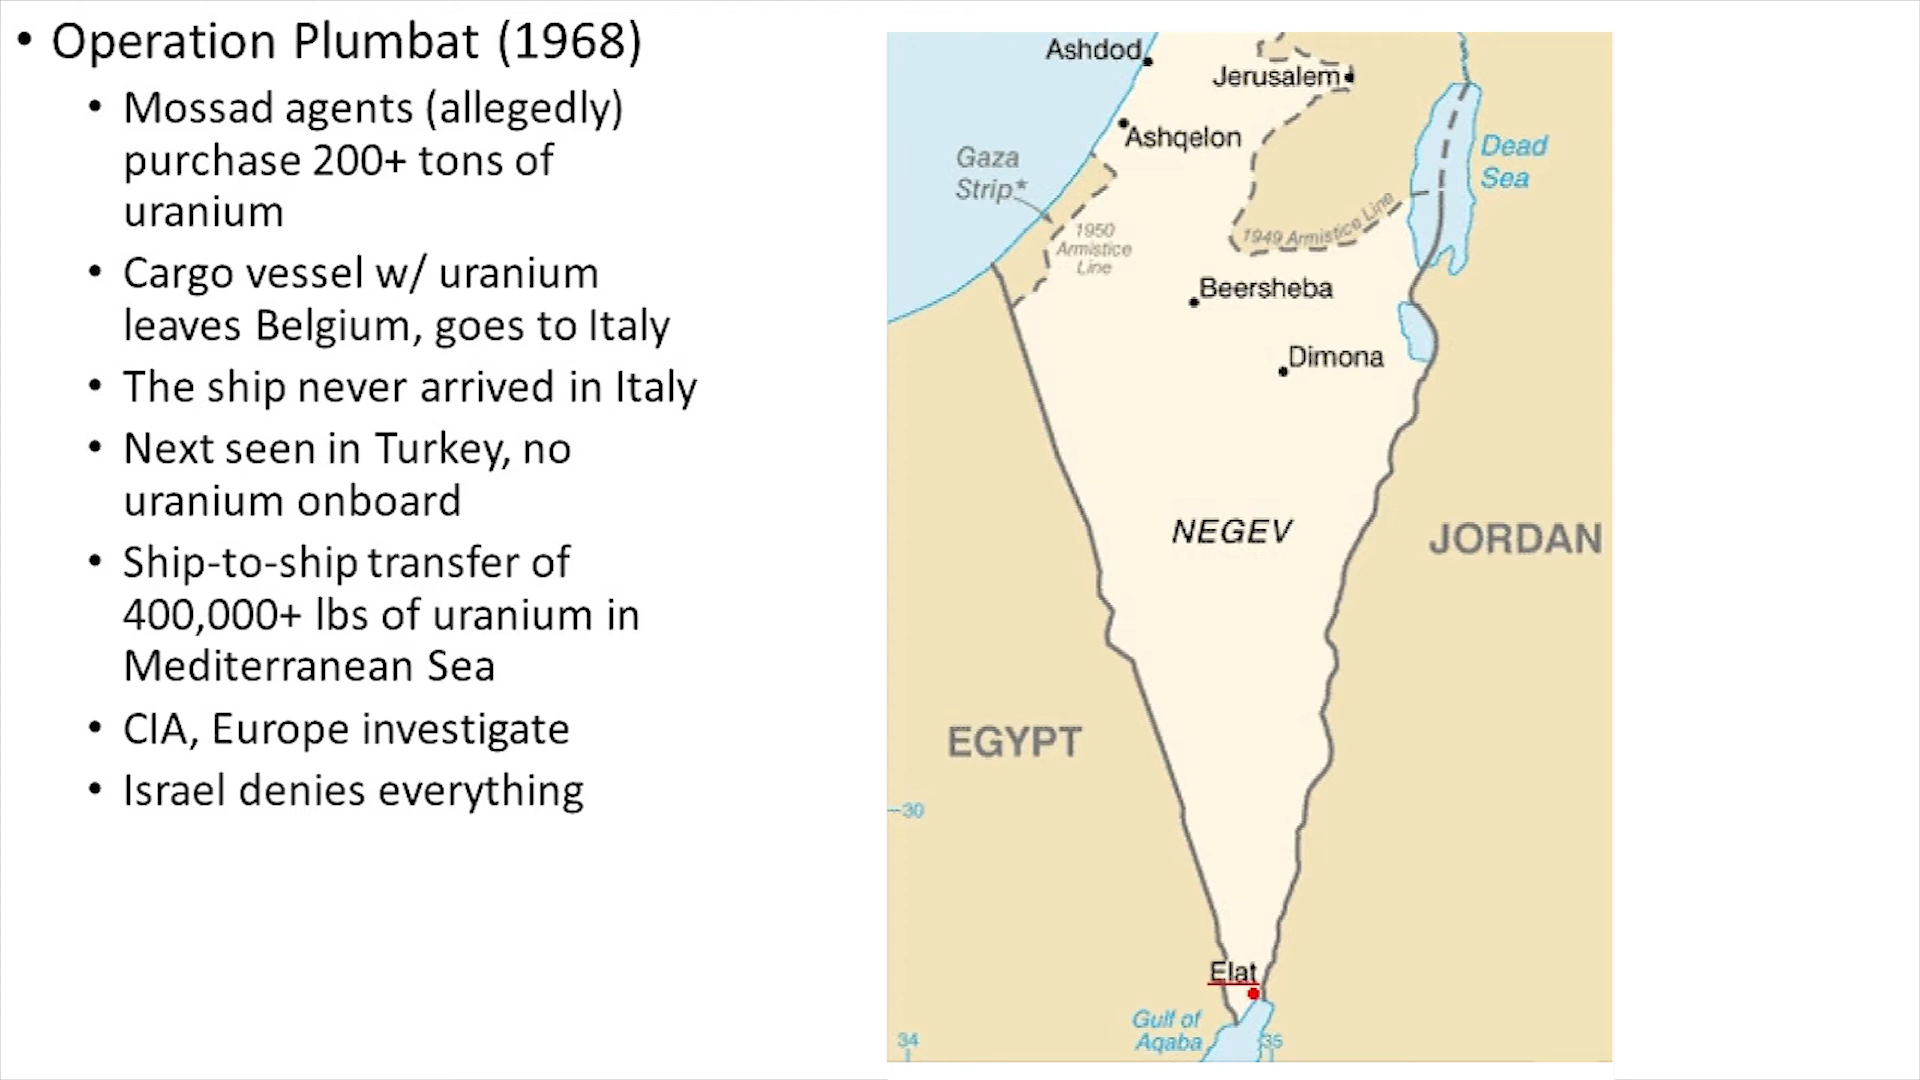 • Operation Plumbat (1968)
• Mossad agents (allegedly)
purchase 200+ tons of
uranium
• Cargo vessel w/ uranium
leaves Belgium, goes to Italy
• The ship never arrived in Italy
• Next seen in Turkey, no
uranium onboard
• Ship-to-ship transfer of
400,000+ lbs of uranium in
Mediterranean Sea
• CIA, Europe investigate
• Israel denies everything
Ashdod
Jerusalem
Ashqelon
Dead
Sea
Gaza
Strip*
1950
Armistice
Line
1949 Armistice Line
Beersheba
Dimona
NEGEV
JORDAN
EGYPT
30
Elat
Gulf of
Aqaba
34
35